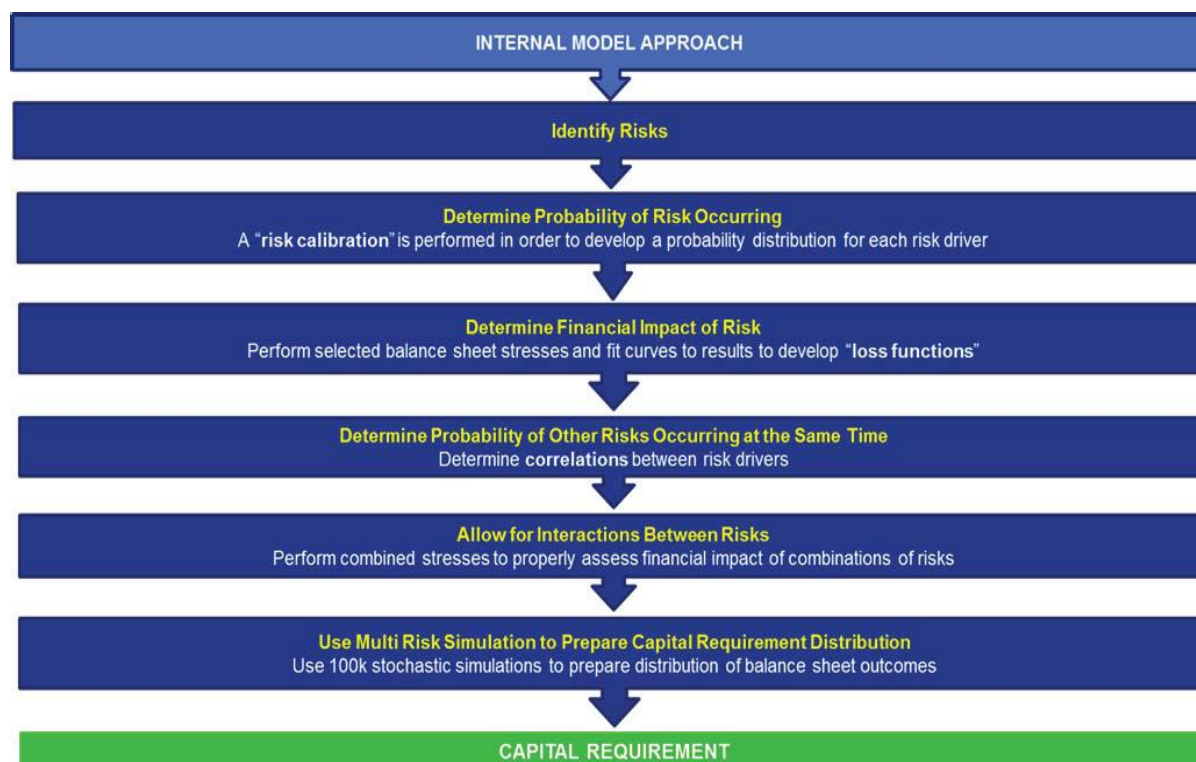 INTERNAL MODEL APPROACH
Identify Risks
Determine Probability of Risk Occurring
A “risk calibration” is performed in order to develop a probability distribution for each risk driver
Determine Financial Impact of Risk
Perform selected balance sheet stresses and fit curves to results to develop “loss functions”
Determine Probability of Other Risks Occurring at the Same Time
Determine correlations between risk drivers
Allow for Interactions Between Risks
Perform combined stresses to properly assess financial impact of combinations of risks
Use Multi Risk Simulation to Prepare Capital Requirement Distribution
Use 100k stochastic simulations to prepare distribution of balance sheet outcomes
CAPITAL REQUIREMENT